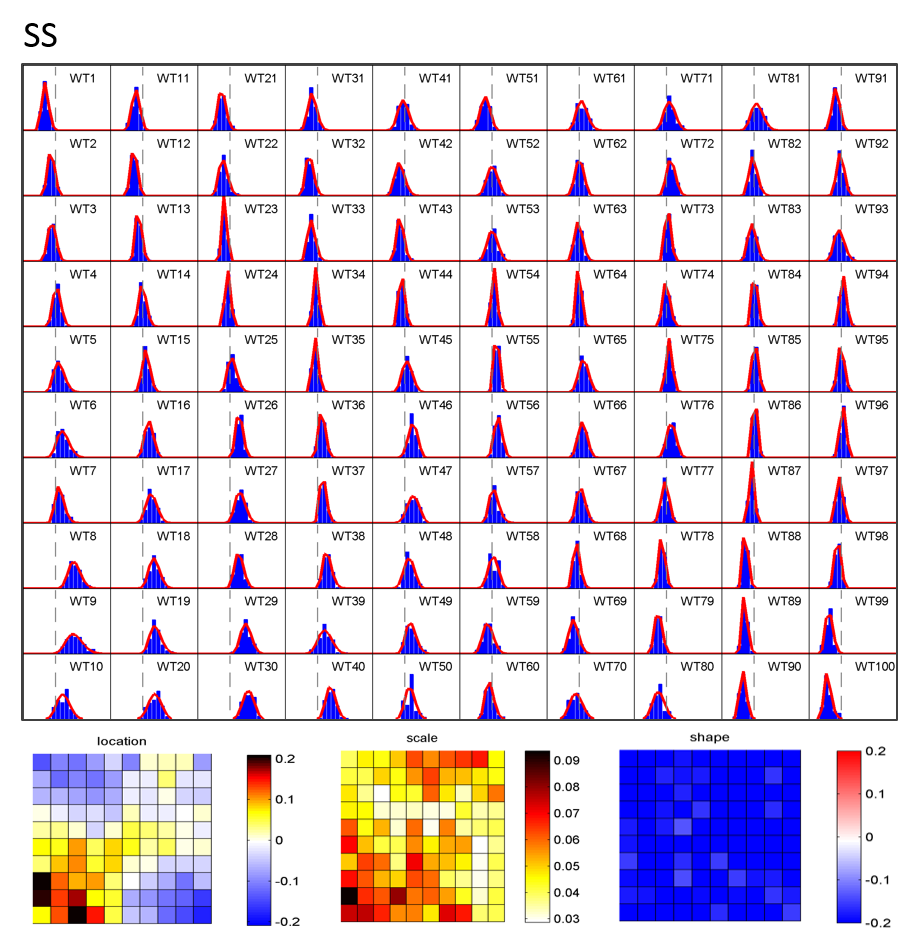 SS
WT1 WT11 WT21 WT31 WT41 WT51 WT61 WT71 WT81 WT91
WT2 WT12 WT22 WT32 WT42 WT52 WT62 WT72 WT82 WT92
WT3 WT13 WT23 WT33 WT43 WT53 WT63 WT73 WT83 WT93
WT4 WT14 WT24 WT34 WT44 WT54 WT64 WT74 WT84 WT94
WT5 WT15 WT25 WT35 WT45 WT55 WT65 WT75 WT85 WT95
WT6 WT16 WT26 WT36 WT46 WT56 WT66 WT76 WT86 WT96
WT7 WT17 WT27 WT37 WT47 WT57 WT67 WT77 WT87 WT97
WT8 WT18 WT28 WT38 WT48 WT58 WT68 WT78 WT88 WT98
WT9 WT19 WT29 WT39 WT49 WT59 WT69 WT79 WT89 WT99
WT10 WT20 WT30 WT40 WT50 WT60 WT70 WT80 WT90 WT100
location scale shape
0.2 0.09 0.2
0.08
0.1 0.07 0.1
0 0.06 0
0.05
-0.1 0.04 -0.1
-0.2 0.03 -0.2